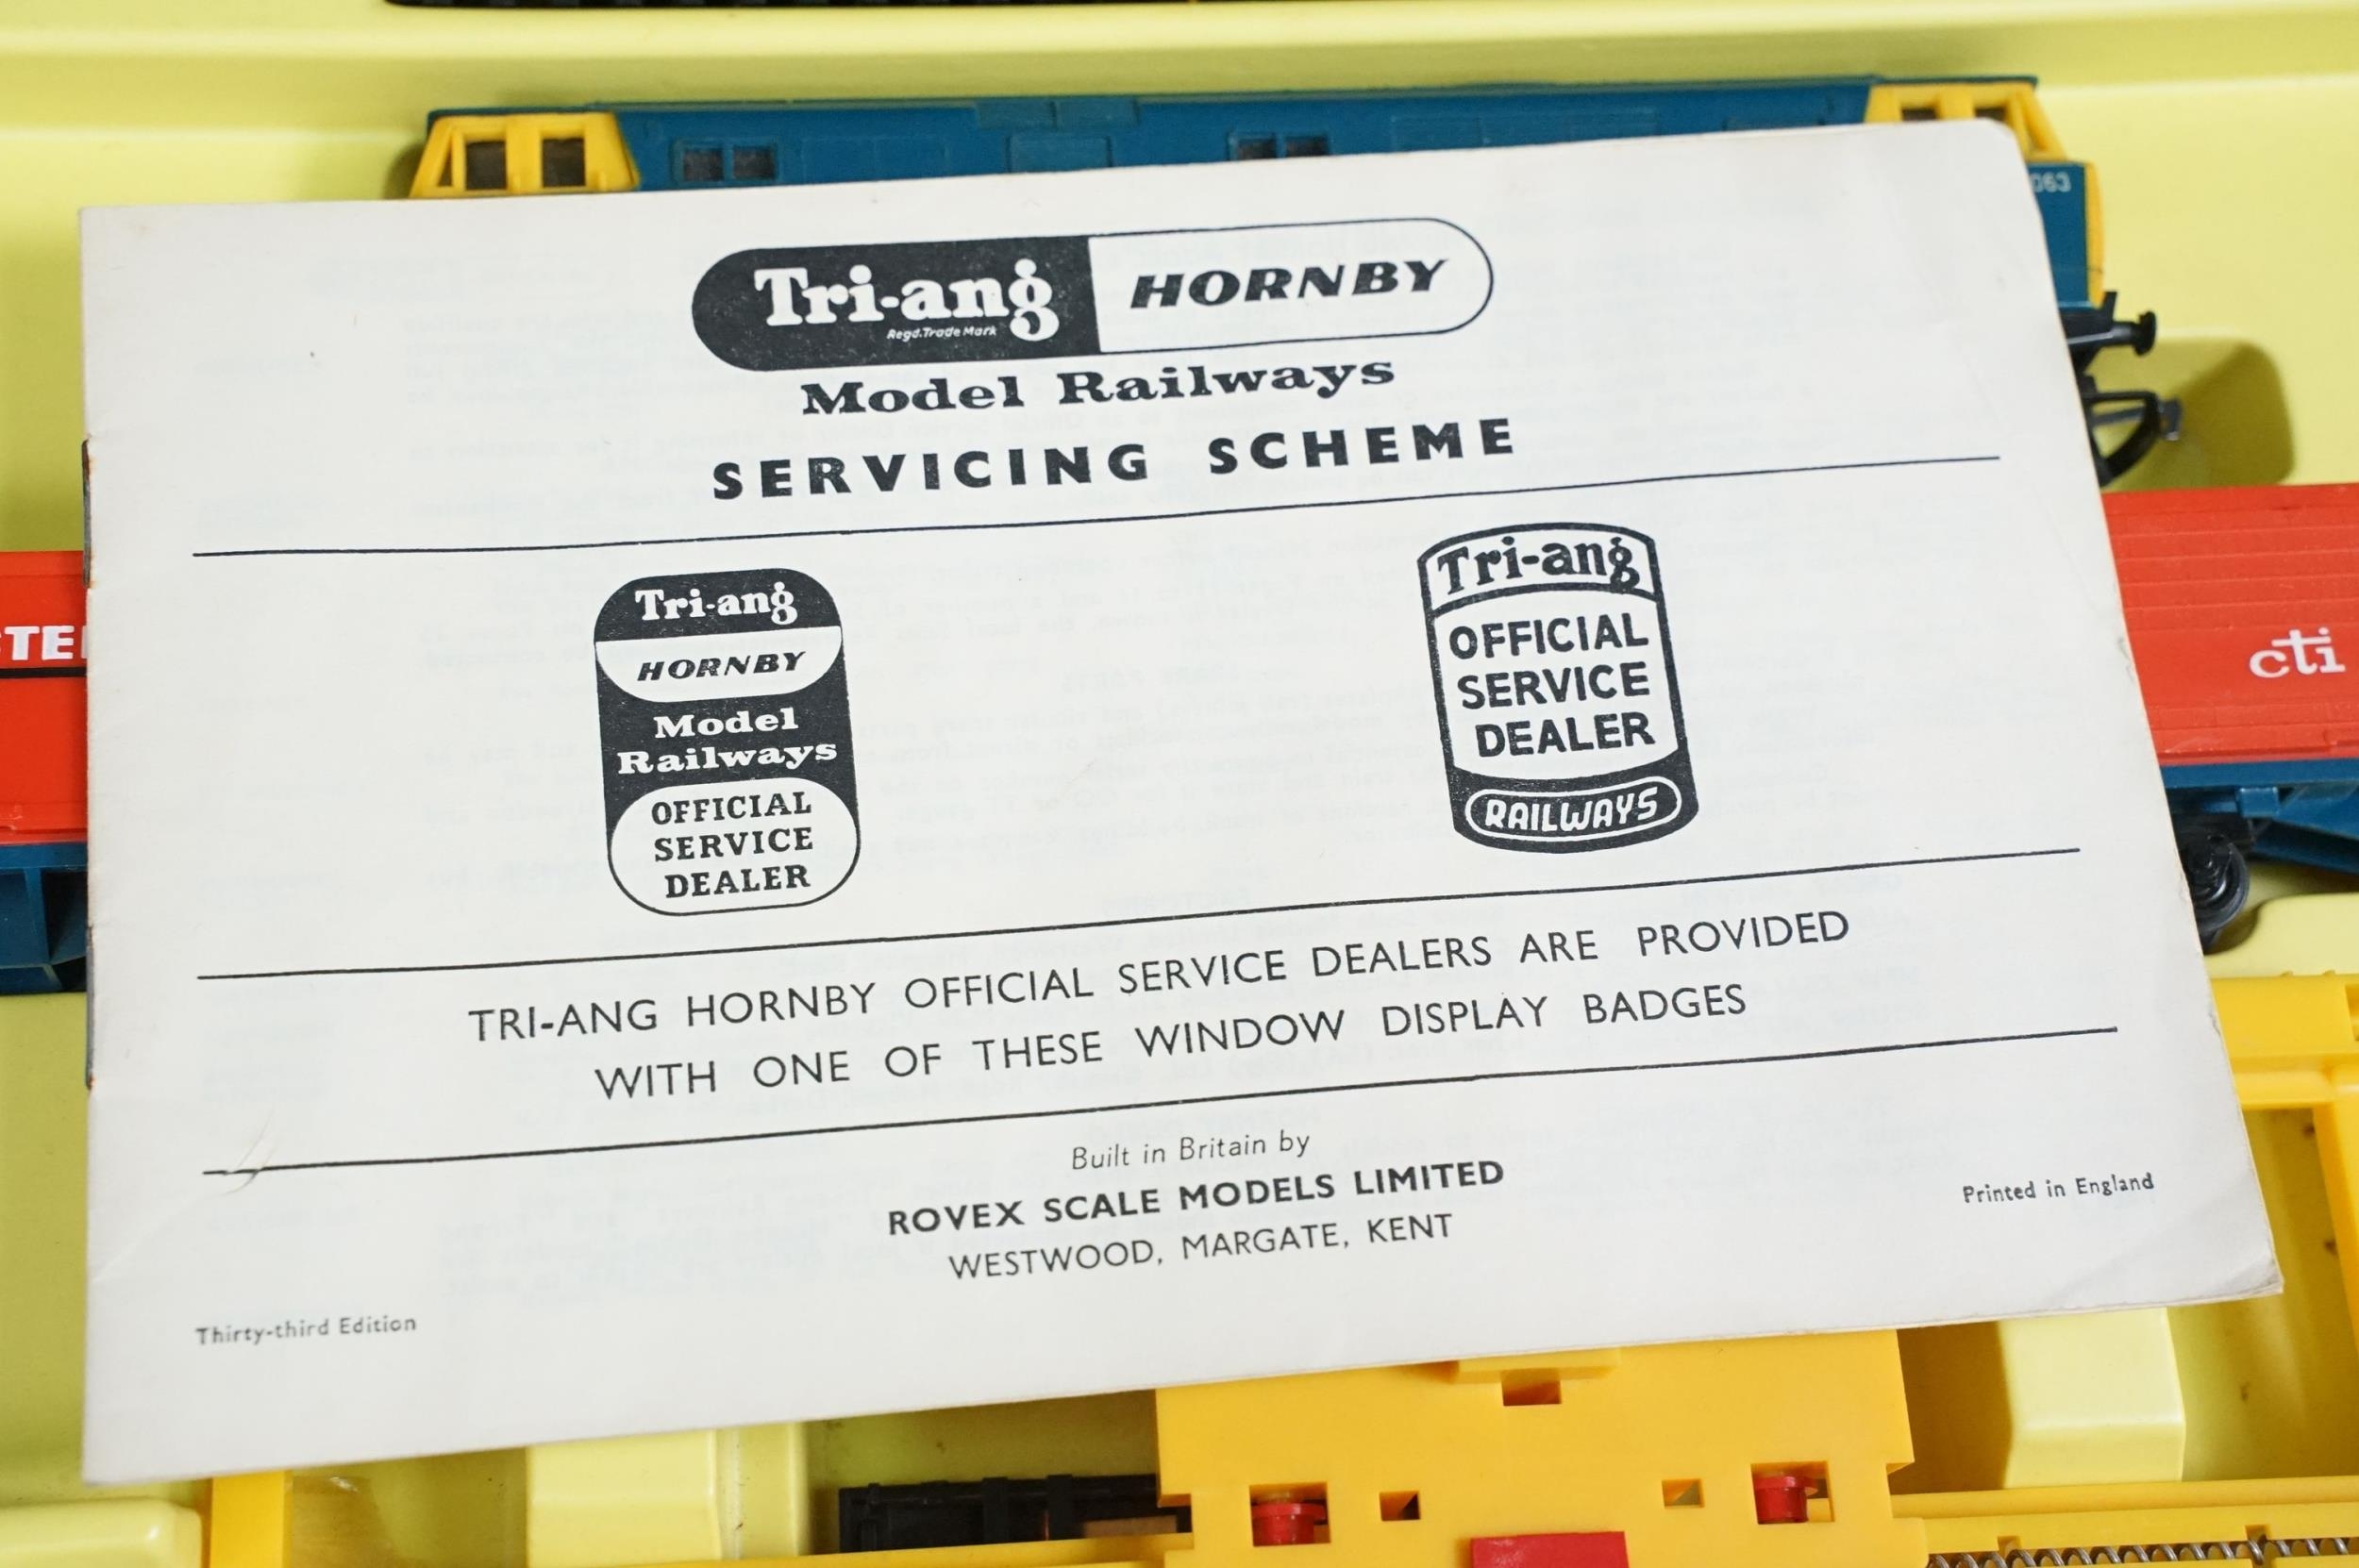 063
Tri-ang HORNBY
Regd. Trade Mark
Model Railways
SERVICING SCHEME
Tri-ang
HORNBY
Model
Railways
OFFICIAL
SERVICE
DEALER
Tri-ang
OFFICIAL
SERVICE
DEALER
RAILWAYS
cti
TRI-ANG HORNBY OFFICIAL SERVICE DEALERS ARE PROVIDED
WITH ONE OF THESE WINDOW DISPLAY BADGES
Built in Britain by
ROVEX SCALE MODELS LIMITED
WESTWOOD, MARGATE, KENT
Printed in England
Thirty-third Edition